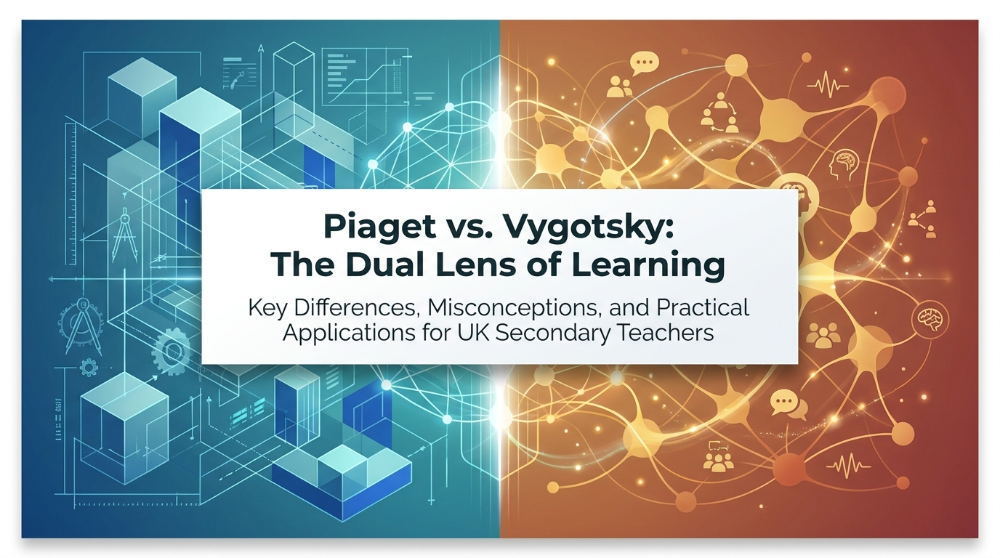 Piaget vs. Vygotsky:
The Dual Lens of Learning
Key Differences, Misconceptions, and Practical
Applications for UK Secondary Teachers